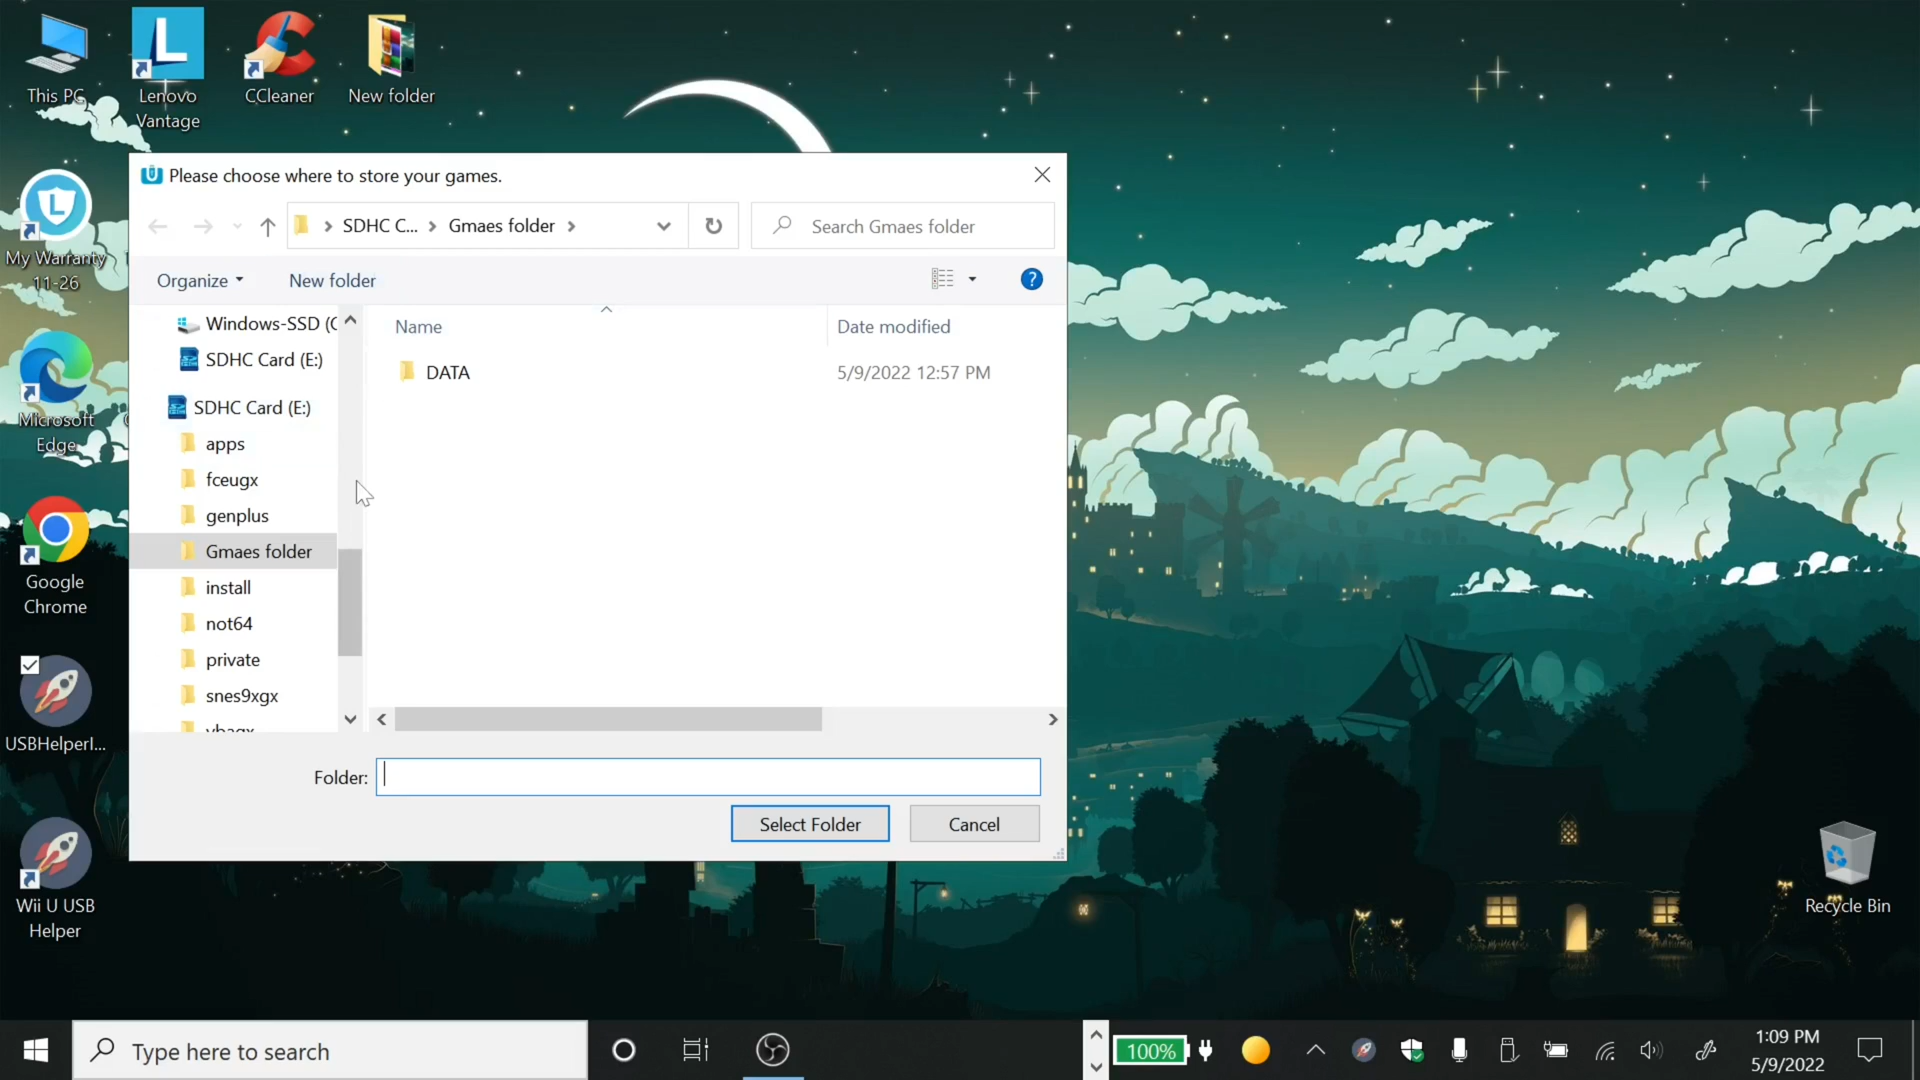 This PC
Lenovo
Vantage
CCleaner
New folder
My Warranty
11-26
Microsoft
Edge
Google
Chrome
USBHelperI...
Wii U USB
Helper
Recycle Bin
Please choose where to store your games.
SDHC C...
Gmaes folder
Search Gmaes folder
Organize
New folder
Windows-SSD (C
SDHC Card (E:)
SDHC Card (E:)
apps
fceugx
genplus
Gmaes folder
install
not64
private
snes9xgx
Name
Date modified
DATA
5/9/2022 12:57 PM
Folder:
Select Folder
Cancel
Type here to search
100%
1:09 PM
5/9/2022